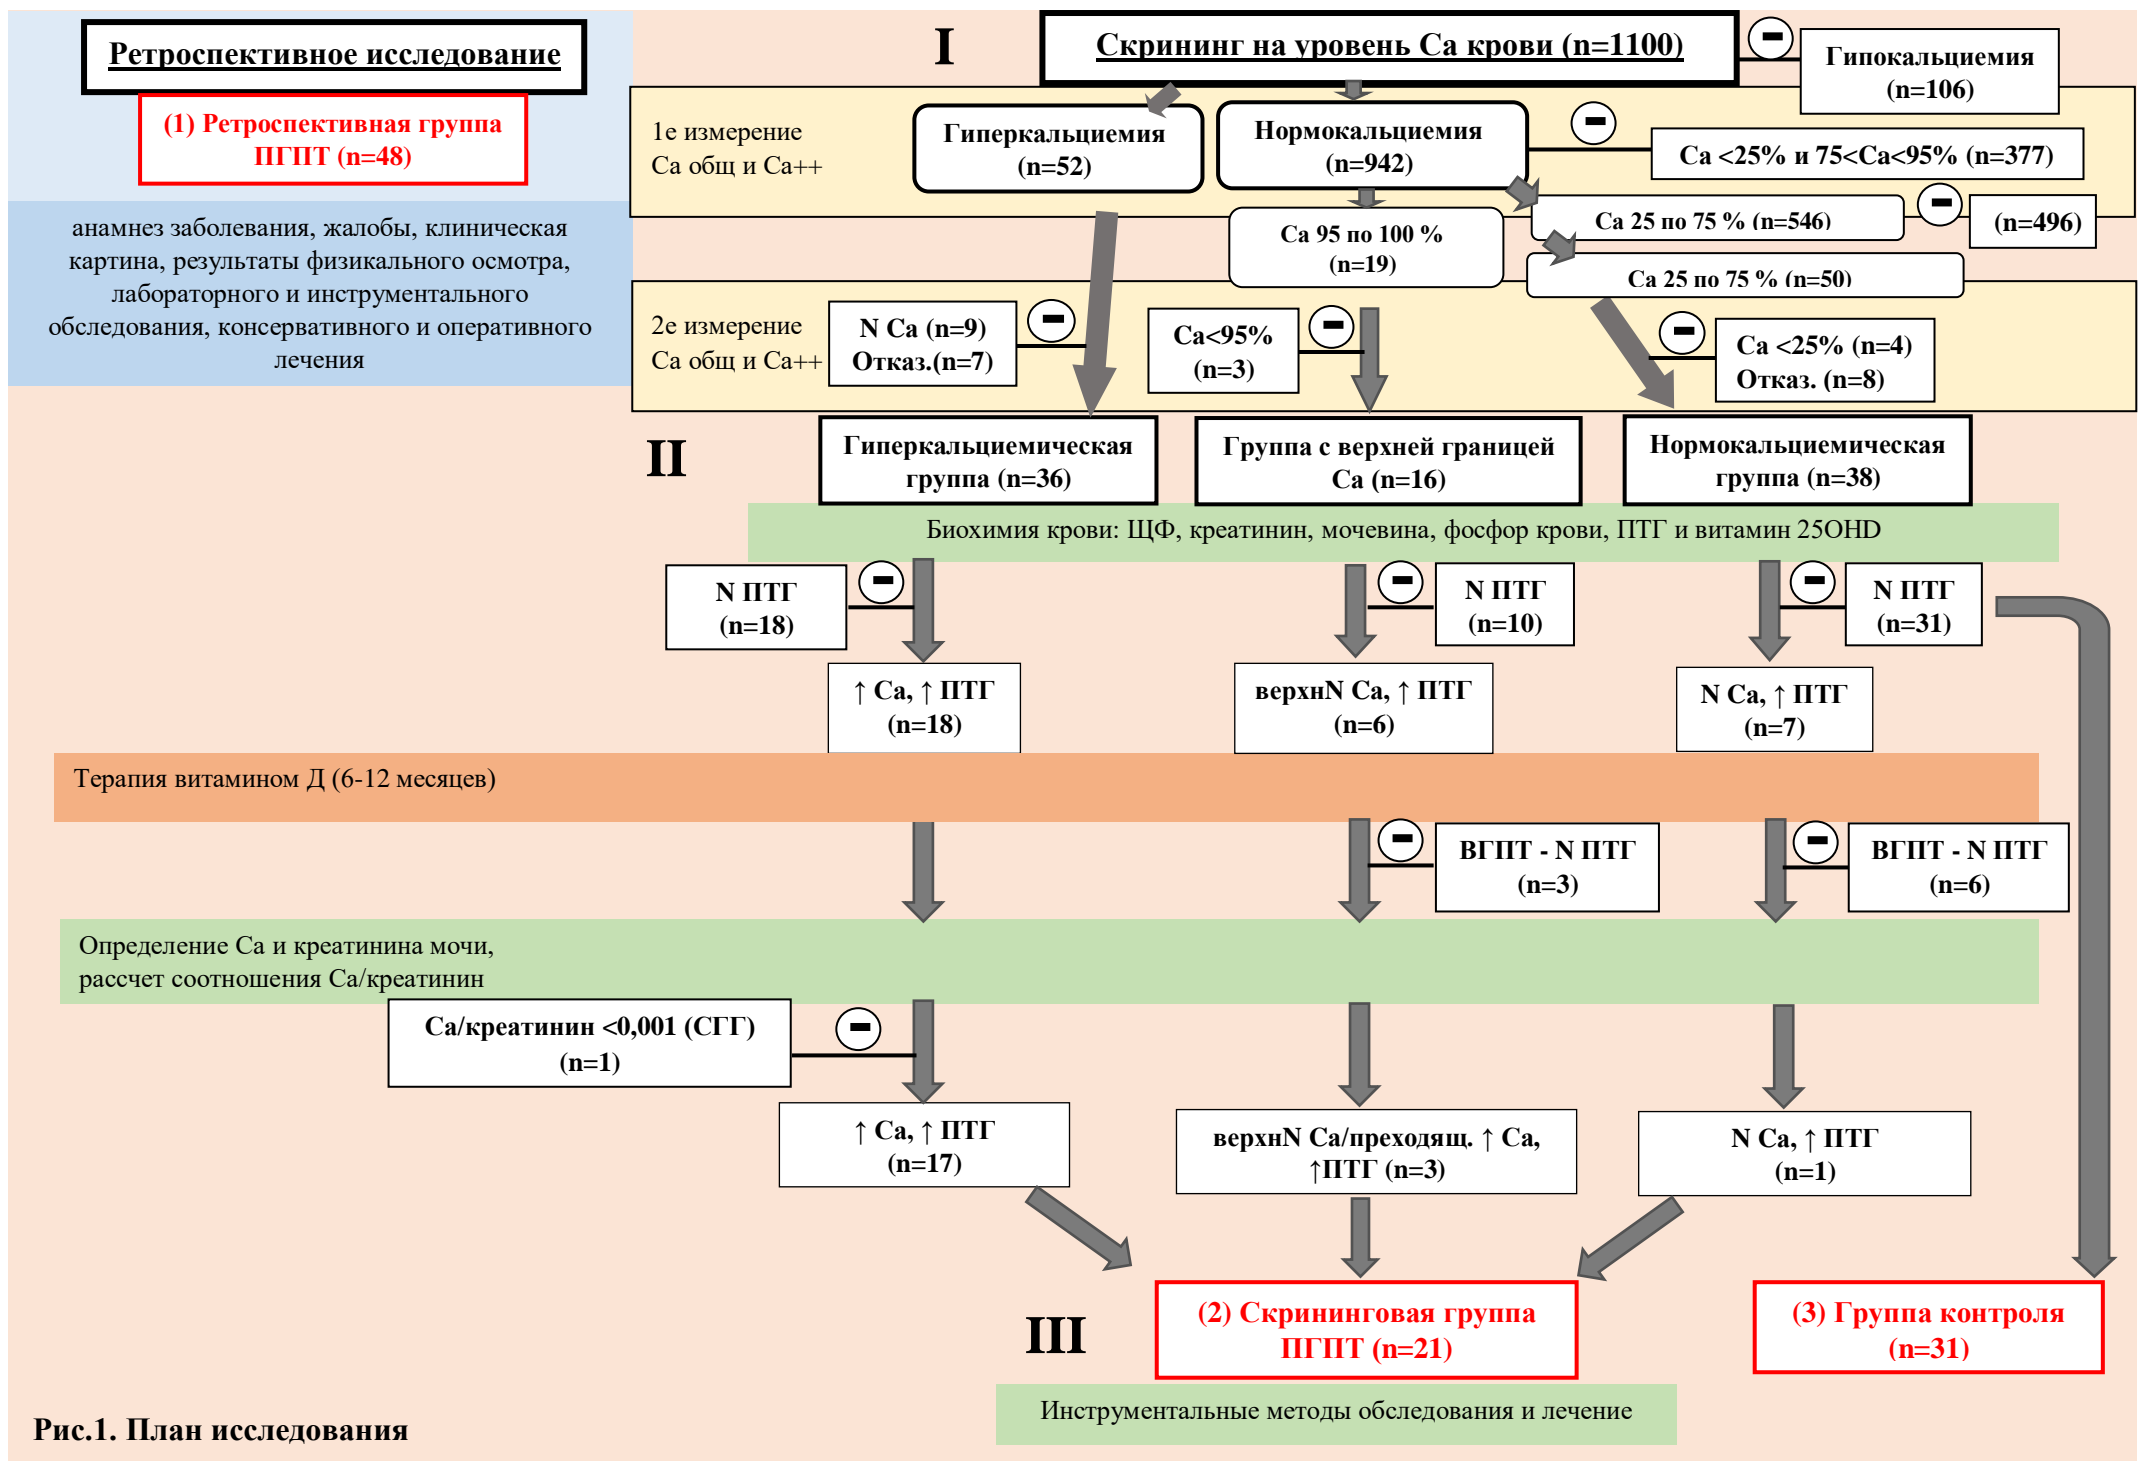 Ретроспективное исследование
(1) Ретроспективная группа
ПГПТ (n=48)
анамнез заболевания, жалобы, клиническая
картина, результаты физикального осмотра,
лабораторного и инструментального
обследования, консервативного и оперативного
лечения
I
Скрининг на уровень Са крови (n=1100)
Гипокальциемия
(n=106)
1е измерение
Са общ и Са++
Гиперкальциемия
(n=52)
Нормокальциемия
(n=942)
Са <25% и 75<Са<95% (n=377)
Са 95 по 100 %
(n=19)
Са 25 по 75 % (n=546)
(n=496)
Са 25 по 75 % (n=50)
2е измерение
Са общ и Са++
N Ca (n=9)
Отказ.(n=7)
Са<95%
(n=3)
Са <25% (n=4)
Отказ. (n=8)
II
Гиперкальциемическая
группа (n=36)
Группа с верхней границей
Са (n=16)
Нормокальциемическая
группа (n=38)
Биохимия крови: ЩФ, креатинин, мочевина, фосфор крови, ПТГ и витамин 25OHD
N ПТГ
(n=18)
N ПТГ
(n=10)
N ПТГ
(n=31)
↑ Ca, ↑ ПТГ
(n=18)
верхнN Ca, ↑ ПТГ
(n=6)
N Ca, ↑ ПТГ
(n=7)
Терапия витамином Д (6-12 месяцев)
ВГПТ - N ПТГ
(n=3)
ВГПТ - N ПТГ
(n=6)
Определение Са и креатинина мочи,
рассчет соотношения Са/креатинин
Са/креатинин <0,001 (СГГ)
(n=1)
↑ Ca, ↑ ПТГ
(n=17)
верхнN Ca/преходящ. ↑ Ca,
↑ПТГ (n=3)
N Ca, ↑ ПТГ
(n=1)
III
(2) Скрининговая группа
ПГПТ (n=21)
(3) Группа контроля
(n=31)
Инструментальные методы обследования и лечение
Рис.1. План исследования